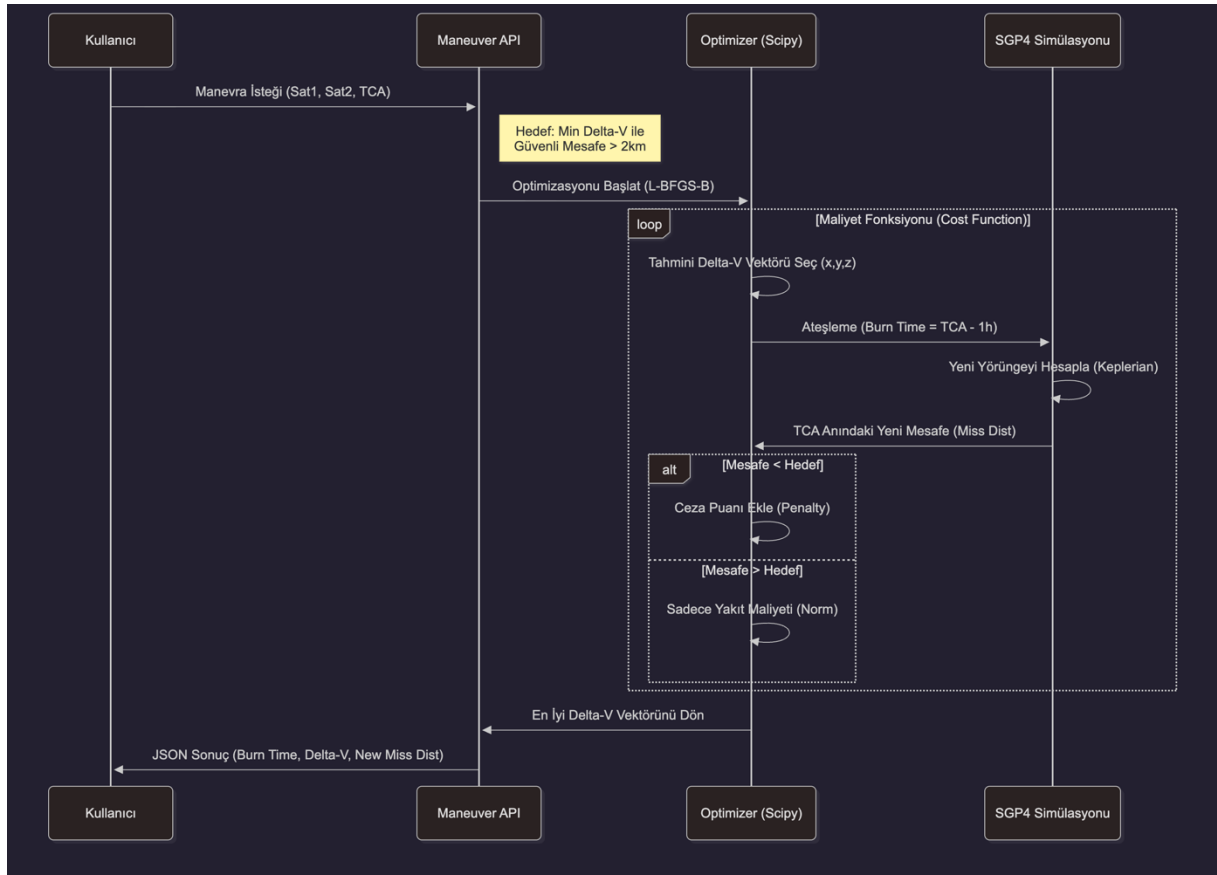 Kullanıcı
Maneuver API
Optimizer (Scipy)
SGP4 Simülasyonu
Manevra İsteği (Sat1, Sat2, TCA)
Hedef: Min Delta-V ile
Güvenli Mesafe > 2km
Optimizasyonu Başlat (L-BFGS-B)
loop
[Maliyet Fonksiyonu (Cost Function)]
Tahmini Delta-V Vektörü Seç (x,y,z)
Ateşleme (Burn Time = TCA - 1h)
Yeni Yörüngeyi Hesapla (Keplerian)
TCA Anındaki Yeni Mesafe (Miss Dist)
alt
[Mesafe < Hedef]
Ceza Puanı Ekle (Penalty)
[Mesafe > Hedef]
Sadece Yakıt Maliyeti (Norm)
En İyi Delta-V Vektörünü Dön
JSON Sonuç (Burn Time, Delta-V, New Miss Dist)
Kullanıcı
Maneuver API
Optimizer (Scipy)
SGP4 Simülasyonu